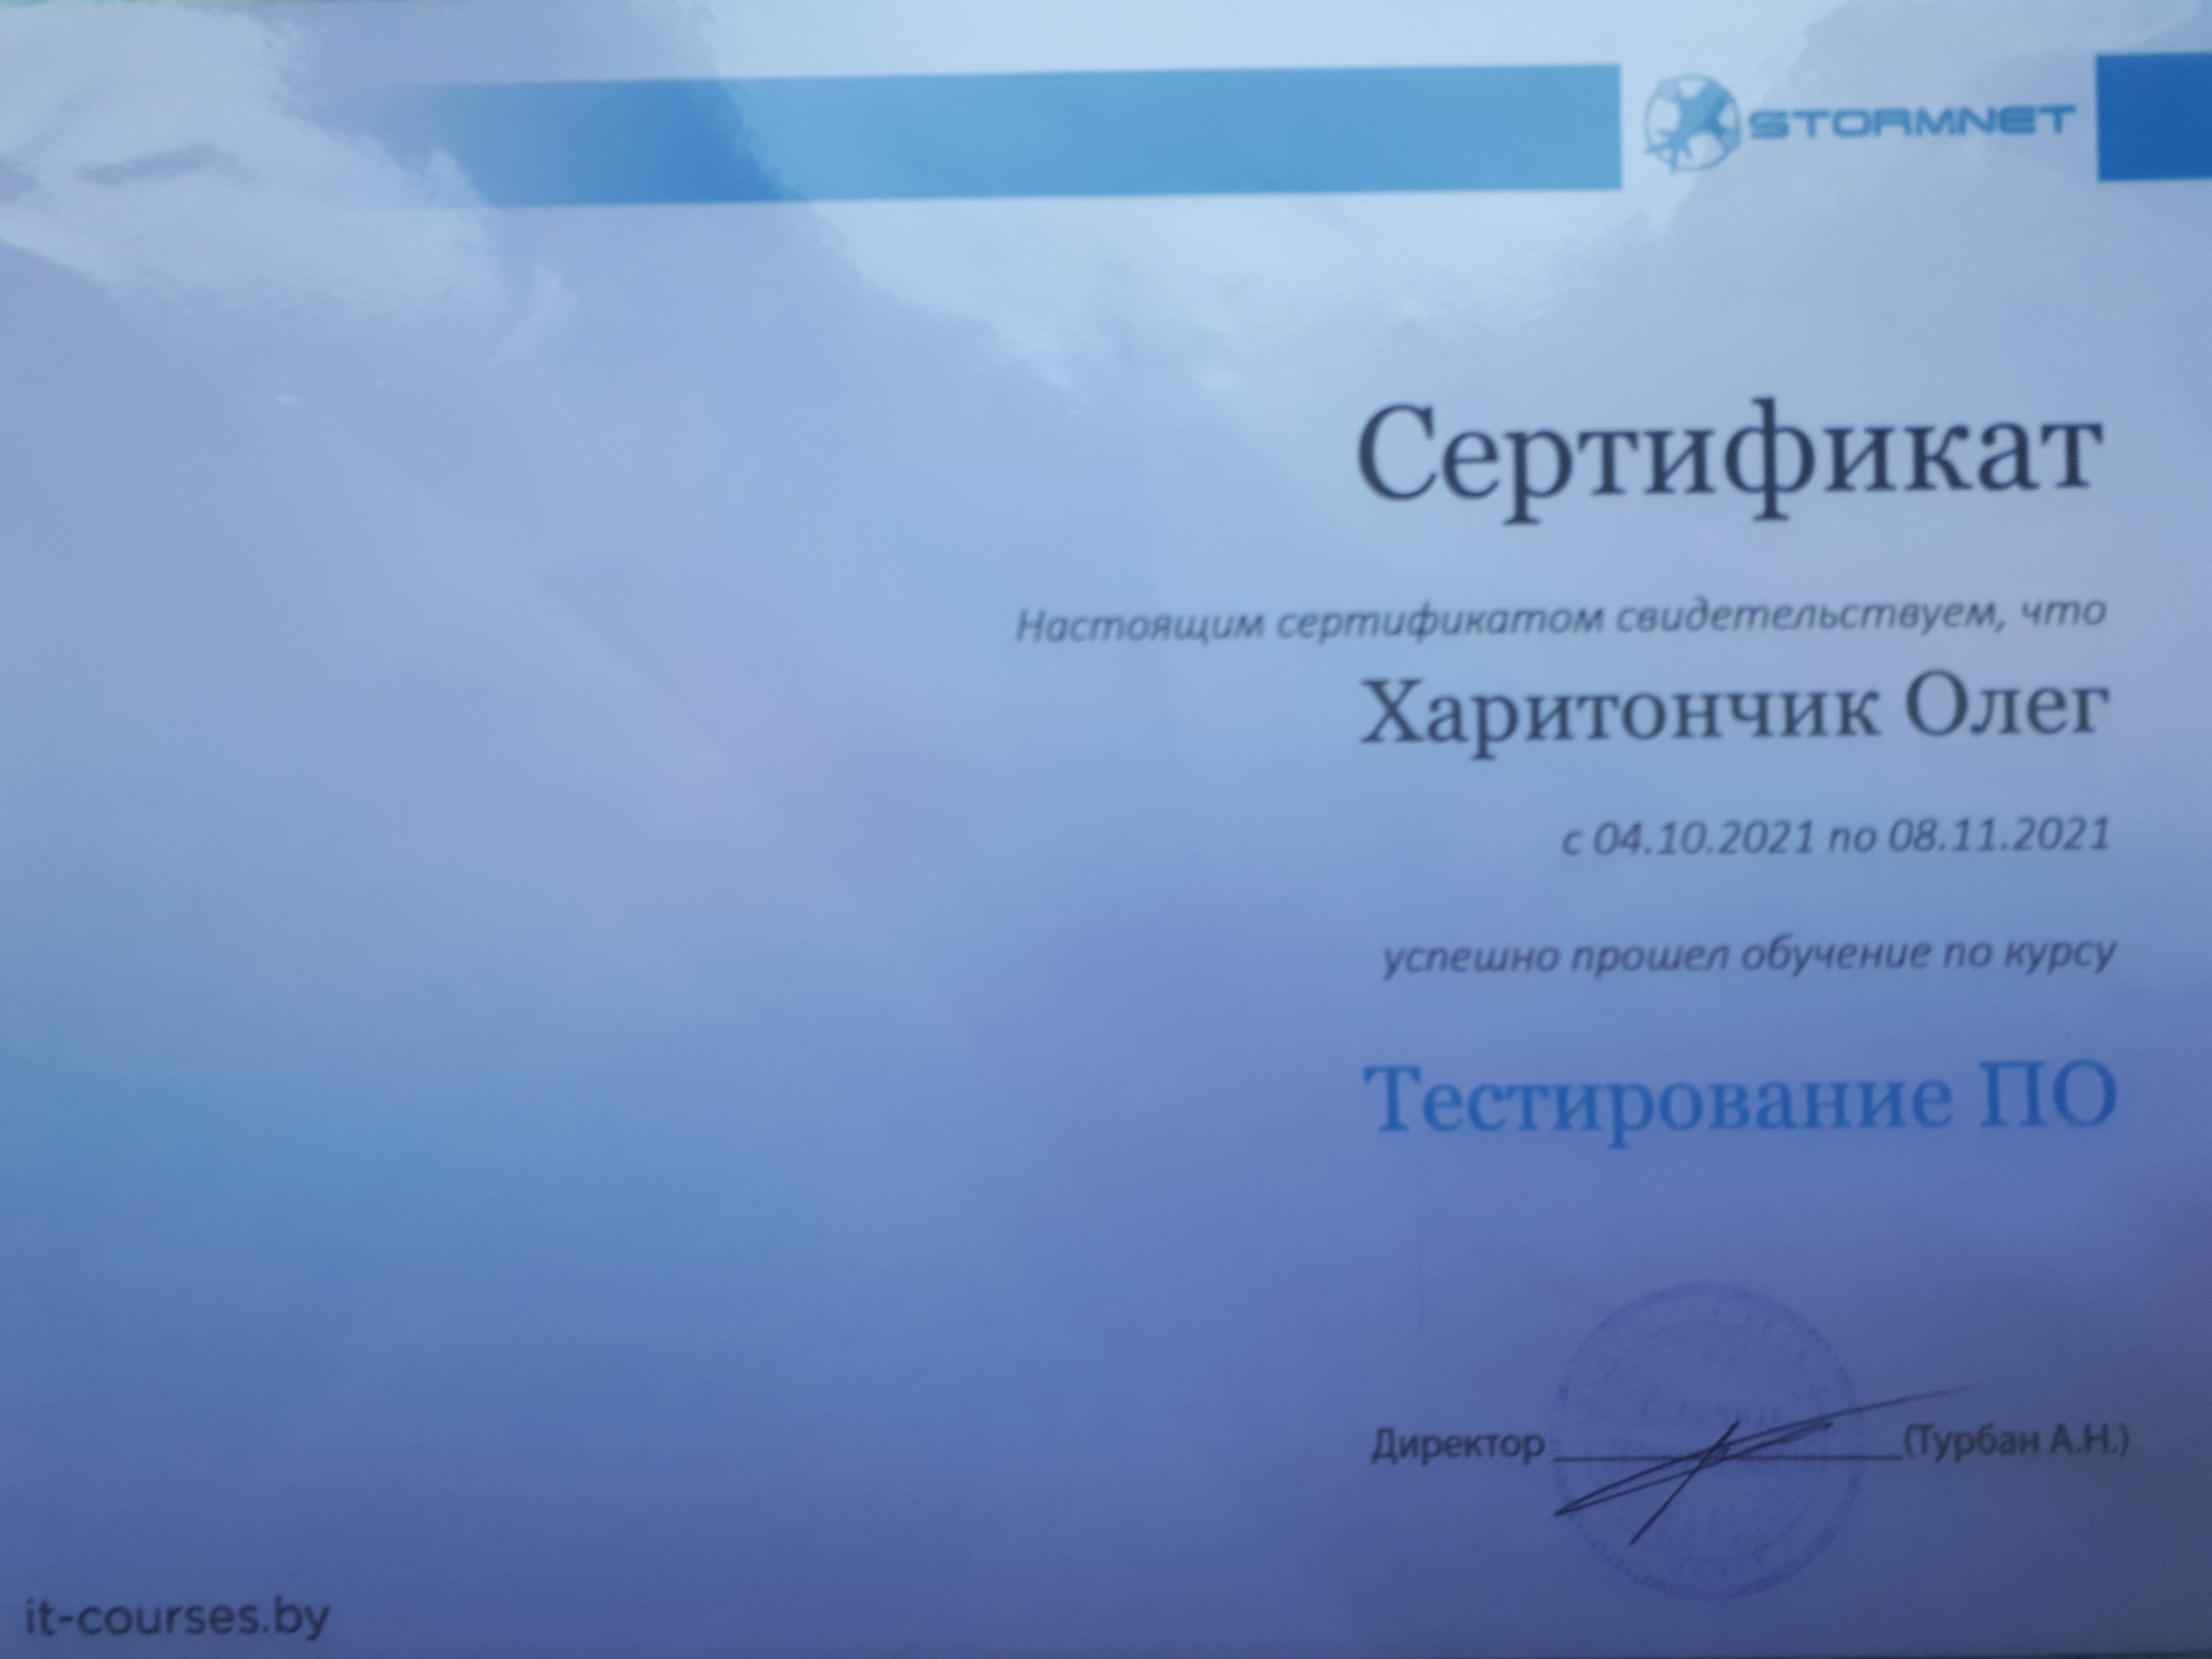 STORMNET
Сертификат
Настоящим сертификатом свидетельствуем, что
Харитончик Олег
с 04.10.2021 по 08.11.2021
успешно прошел обучение по курсу
Тестирование ПО
Директор (Турбан А.Н.)
it-courses.by